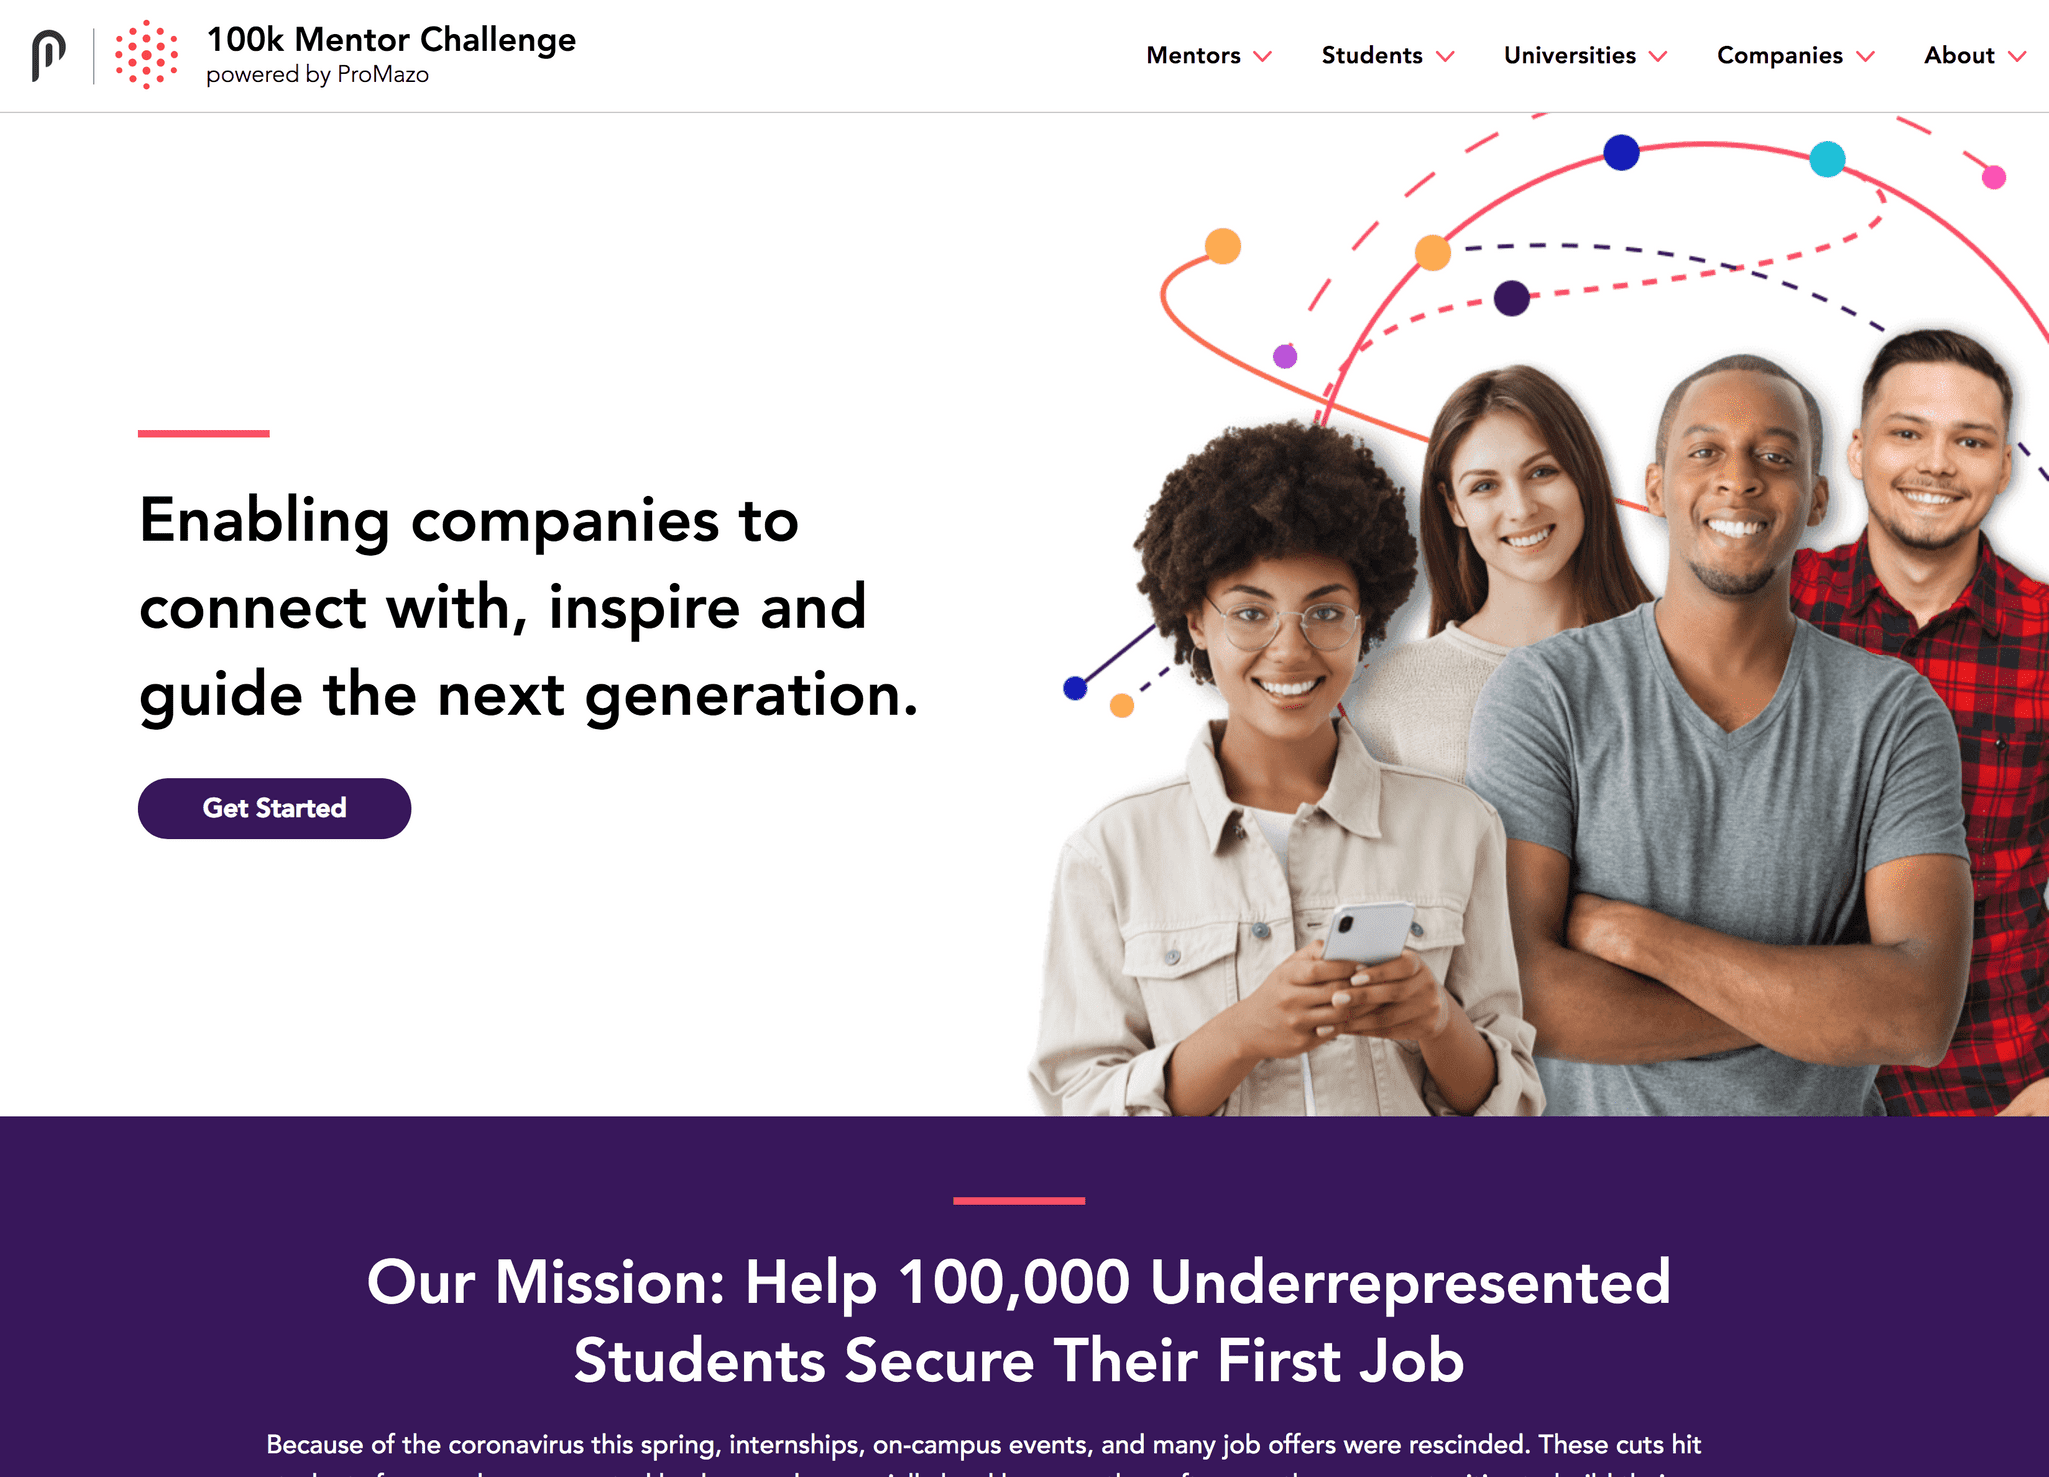 100k Mentor Challenge
powered by ProMazo
Mentors
Students
Universities
Companies
About
Enabling companies to
connect with, inspire and
guide the next generation.
Get Started
Our Mission: Help 100,000 Underrepresented
Students Secure Their First Job
Because of the coronavirus this spring, internships, on-campus events, and many job offers were rescinded. These cuts hit